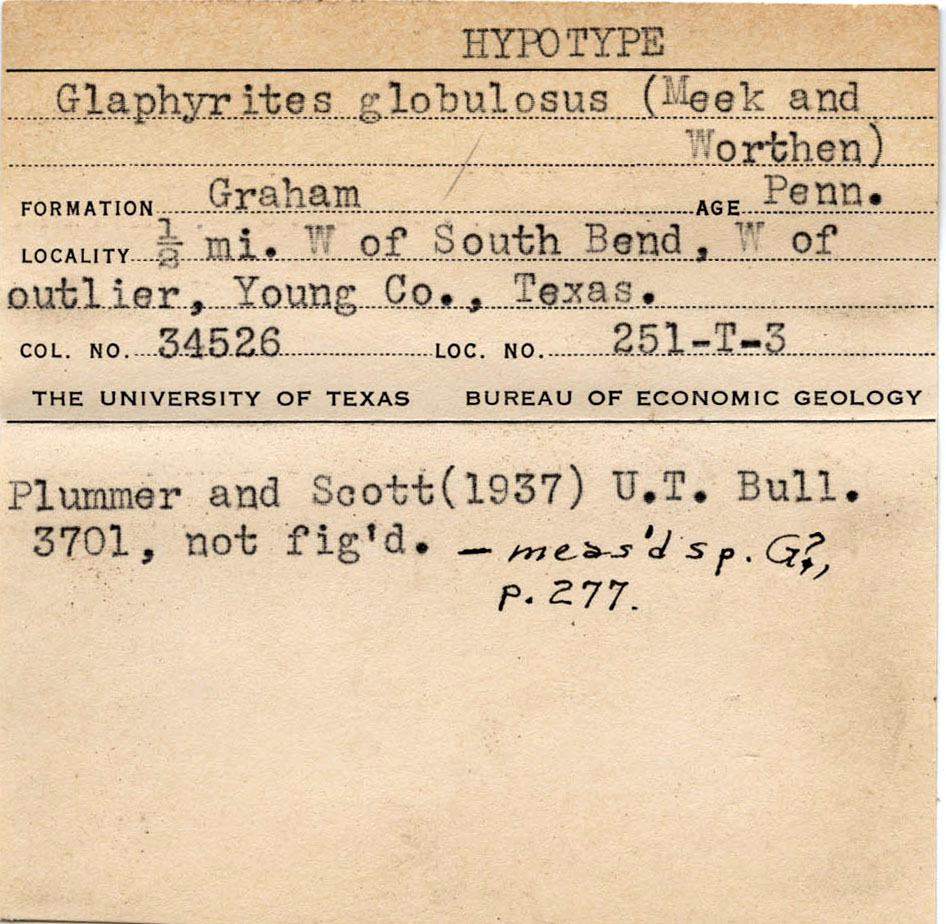 HYPOTYPE
Glaphyrites globulosus (Meek and
Worthen)
FORMATION Graham AGE Penn.
LOCALITY ½ mi. W of South Bend, W of
outlier, Young Co., Texas.
COL. NO. 34526 LOC. NO. 251-T-3
THE UNIVERSITY OF TEXAS BUREAU OF ECONOMIC GEOLOGY
Plummer and Scott(1937) U.T. Bull.
3701, not fig'd. — meas'd sp. G?,
p. 277.